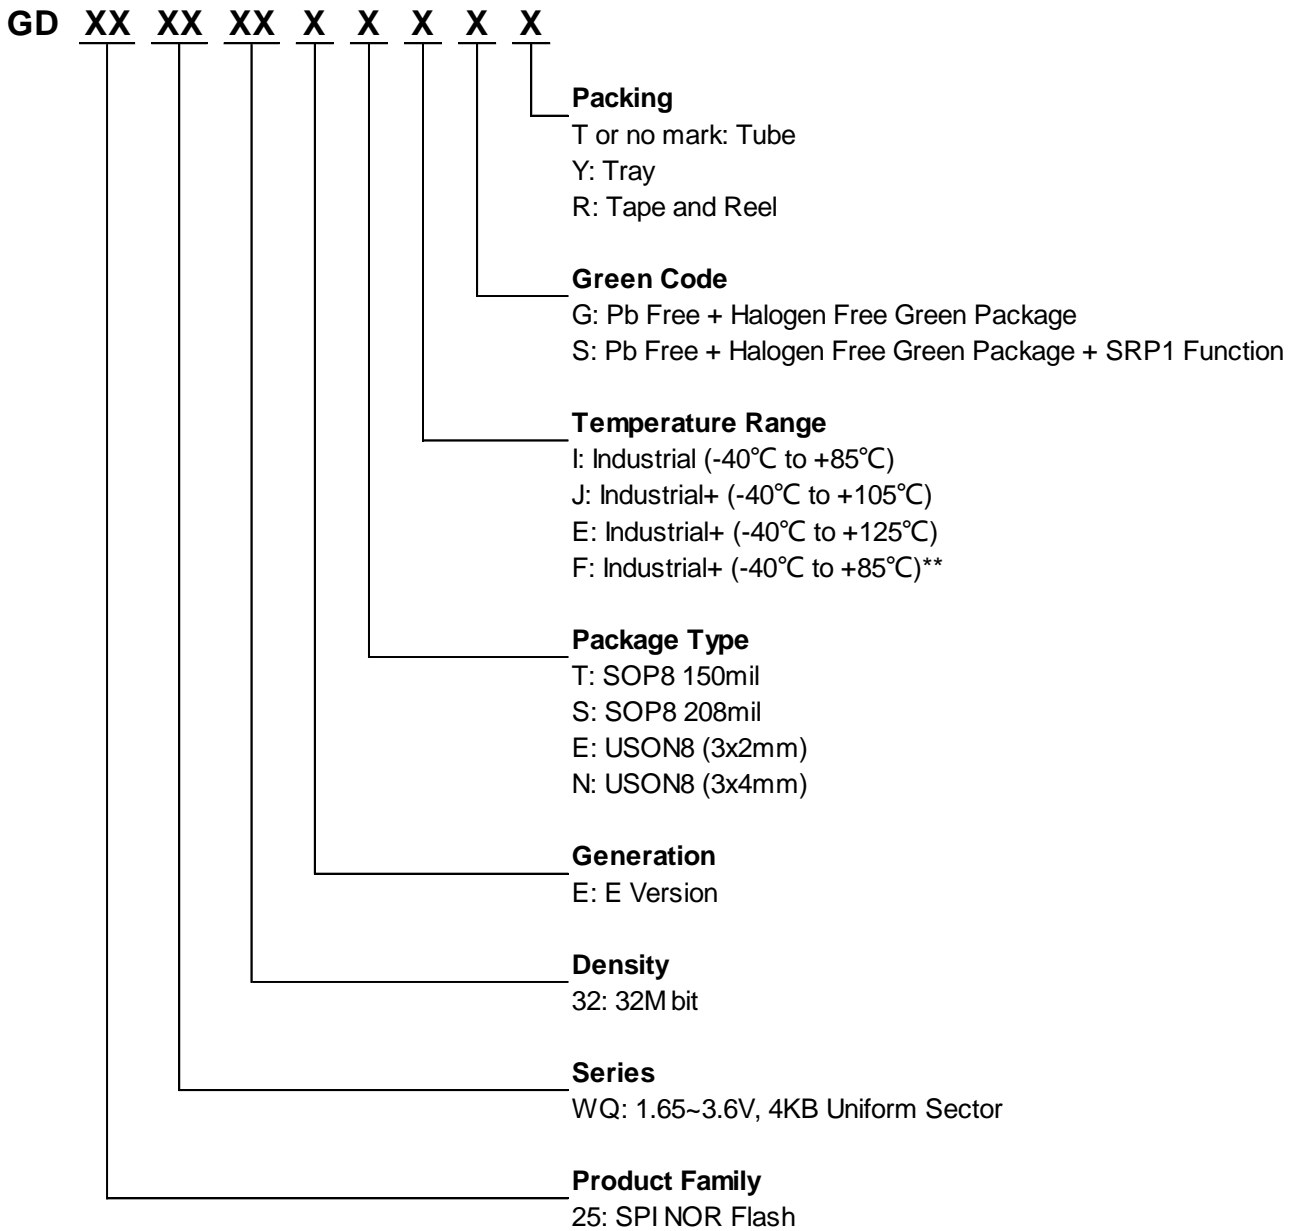 GD XX XX XX X X X X X
Packing
T or no mark: Tube
Y: Tray
R: Tape and Reel
Green Code
G: Pb Free + Halogen Free Green Package
S: Pb Free + Halogen Free Green Package + SRP1 Function
Temperature Range
I: Industrial (-40℃ to +85℃)
J: Industrial+ (-40℃ to +105℃)
E: Industrial+ (-40℃ to +125℃)
F: Industrial+ (-40℃ to +85℃)**
Package Type
T: SOP8 150mil
S: SOP8 208mil
E: USON8 (3x2mm)
N: USON8 (3x4mm)
Generation
E: E Version
Density
32: 32M bit
Series
WQ: 1.65~3.6V, 4KB Uniform Sector
Product Family
25: SPI NOR Flash